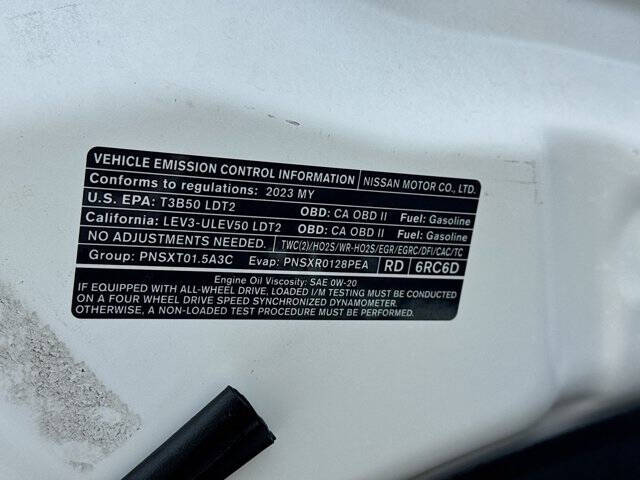 VEHICLE EMISSION CONTROL INFORMATION NISSAN MOTOR CO., LTD.
Conforms to regulations: 2023 MY
U.S. EPA: T3B50 LDT2 OBD: CA OBD II Fuel: Gasoline
California: LEV3-ULEV50 LDT2 OBD: CA OBD II Fuel: Gasoline
NO ADJUSTMENTS NEEDED. TWC(2)/HO2S/WR-HO2S/EGR/EGRC/DFI/CAC/TC
Group: PNSXT01.5A3C Evap: PNSXR0128PEA RD 6RC6D
Engine Oil Viscosity: SAE 0W-20
IF EQUIPPED WITH ALL-WHEEL DRIVE, LOADED I/M TESTING MUST BE CONDUCTED
ON A FOUR WHEEL DRIVE SPEED SYNCHRONIZED DYNAMOMETER.
OTHERWISE, A NON-LOADED TEST PROCEDURE MUST BE PERFORMED.